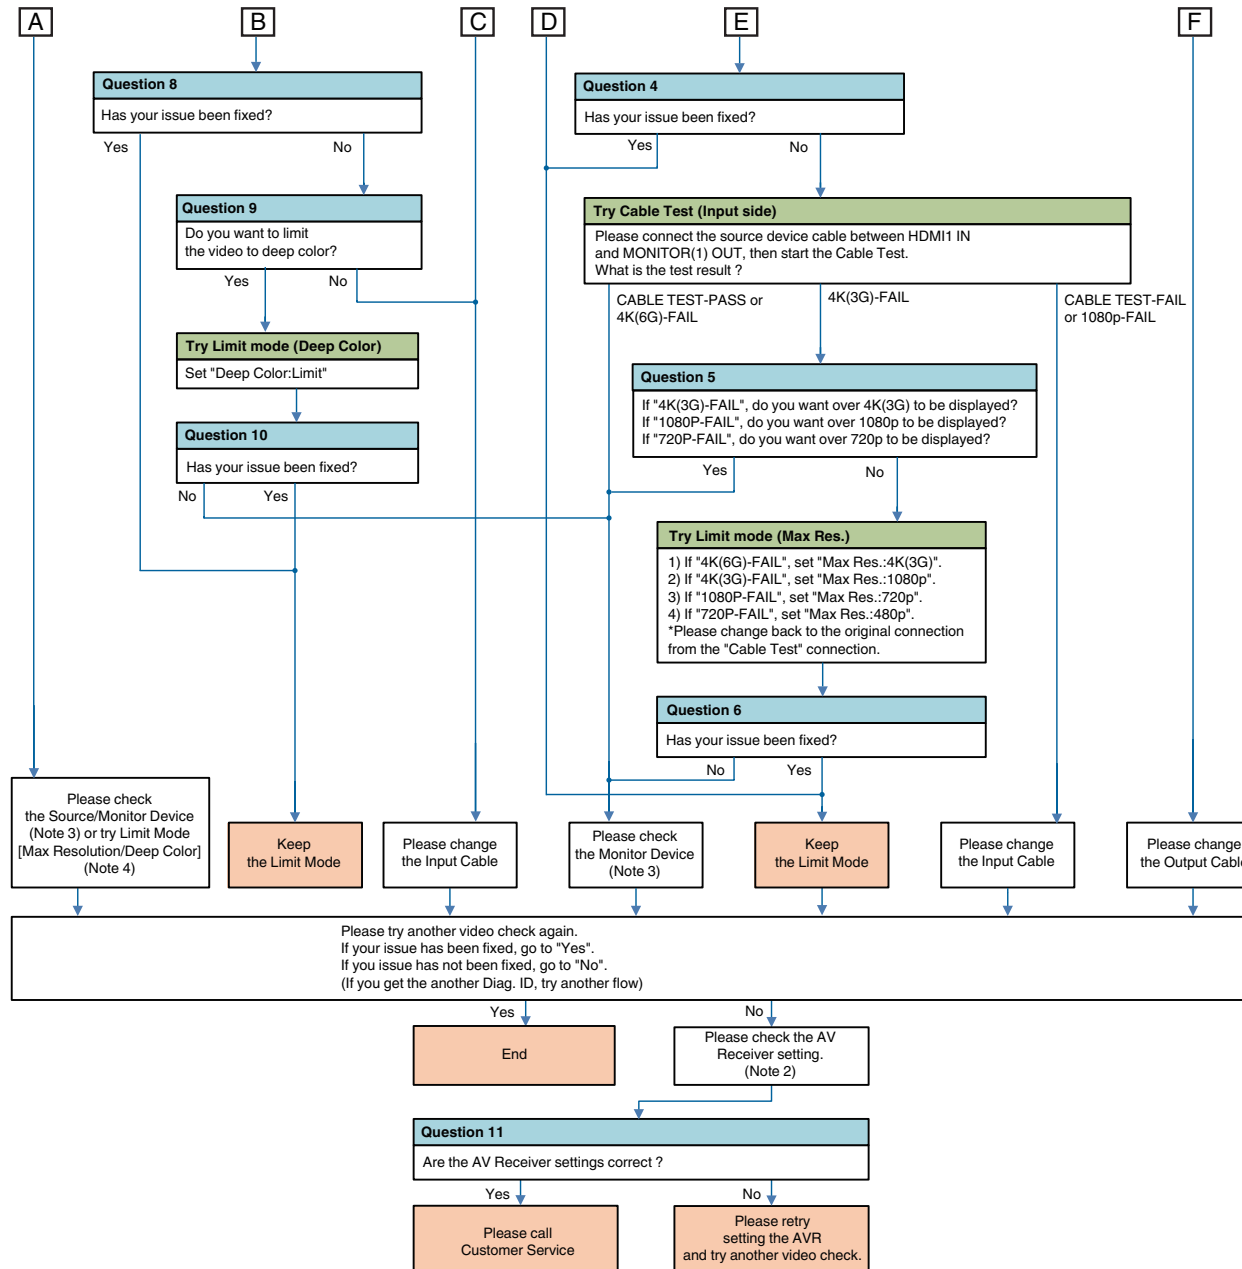 A
B
C
D
E
F
Question 8
Has your issue been fixed?
Yes
No
Question 4
Has your issue been fixed?
Yes
No
Question 9
Do you want to limit
the video to deep color?
Yes
No
Try Cable Test (Input side)
Please connect the source device cable between HDMI1 IN
and MONITOR(1) OUT, then start the Cable Test.
What is the test result ?
CABLE TEST-PASS or
4K(6G)-FAIL
4K(3G)-FAIL
CABLE TEST-FAIL
or 1080p-FAIL
Try Limit mode (Deep Color)
Set "Deep Color:Limit"
Question 5
If "4K(3G)-FAIL", do you want over 4K(3G) to be displayed?
If "1080P-FAIL", do you want over 1080p to be displayed?
If "720P-FAIL", do you want over 720p to be displayed?
Yes
No
Question 10
Has your issue been fixed?
No
Yes
Try Limit mode (Max Res.)
1) If "4K(6G)-FAIL", set "Max Res.:4K(3G)".
2) If "4K(3G)-FAIL", set "Max Res.:1080p".
3) If "1080P-FAIL", set "Max Res.:720p".
4) If "720P-FAIL", set "Max Res.:480p".
*Please change back to the original connection
from the "Cable Test" connection.
Question 6
Has your issue been fixed?
No
Yes
Please check
the Source/Monitor Device
(Note 3) or try Limit Mode
[Max Resolution/Deep Color]
(Note 4)
Keep
the Limit Mode
Please change
the Input Cable
Please check
the Monitor Device
(Note 3)
Keep
the Limit Mode
Please change
the Input Cable
Please change
the Output Cable
Please try another video check again.
If your issue has been fixed, go to "Yes".
If you issue has not been fixed, go to "No".
(If you get the another Diag. ID, try another flow)
Yes
No
End
Please check the AV
Receiver setting.
(Note 2)
Question 11
Are the AV Receiver settings correct ?
Yes
No
Please call
Customer Service
Please retry
setting the AVR
and try another video check.